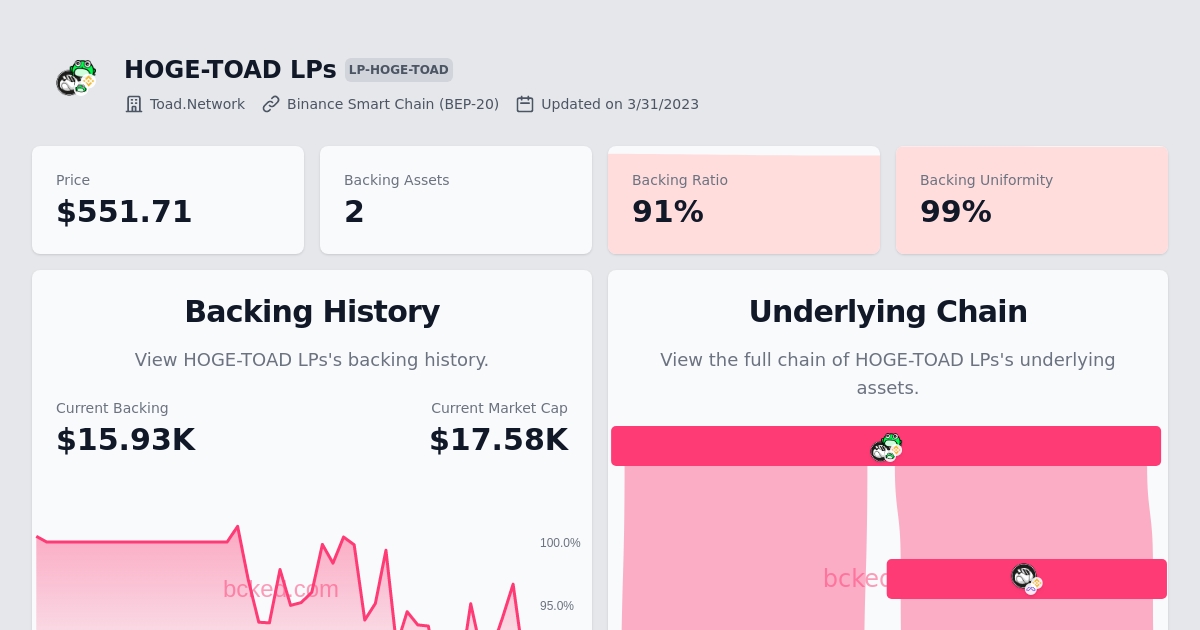 HOGE-TOAD LPs LP-HOGE-TOAD
Toad.Network Binance Smart Chain (BEP-20) Updated on 3/31/2023
Price
$551.71
Backing Assets
2
Backing Ratio
91%
Backing Uniformity
99%
Backing History
View HOGE-TOAD LPs's backing history.
Current Backing
$15.93K
Current Market Cap
$17.58K
100.0%
95.0%
bcked.com
Underlying Chain
View the full chain of HOGE-TOAD LPs's underlying
assets.
bcked